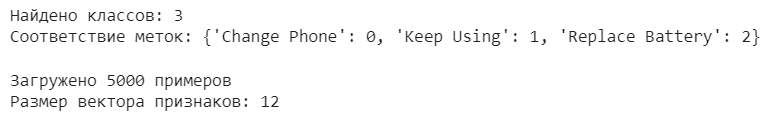 Найдено классов: 3
Соответствие меток: {'Change Phone': 0, 'Keep Using': 1, 'Replace Battery': 2}
Загружено 5000 примеров
Размер вектора признаков: 12